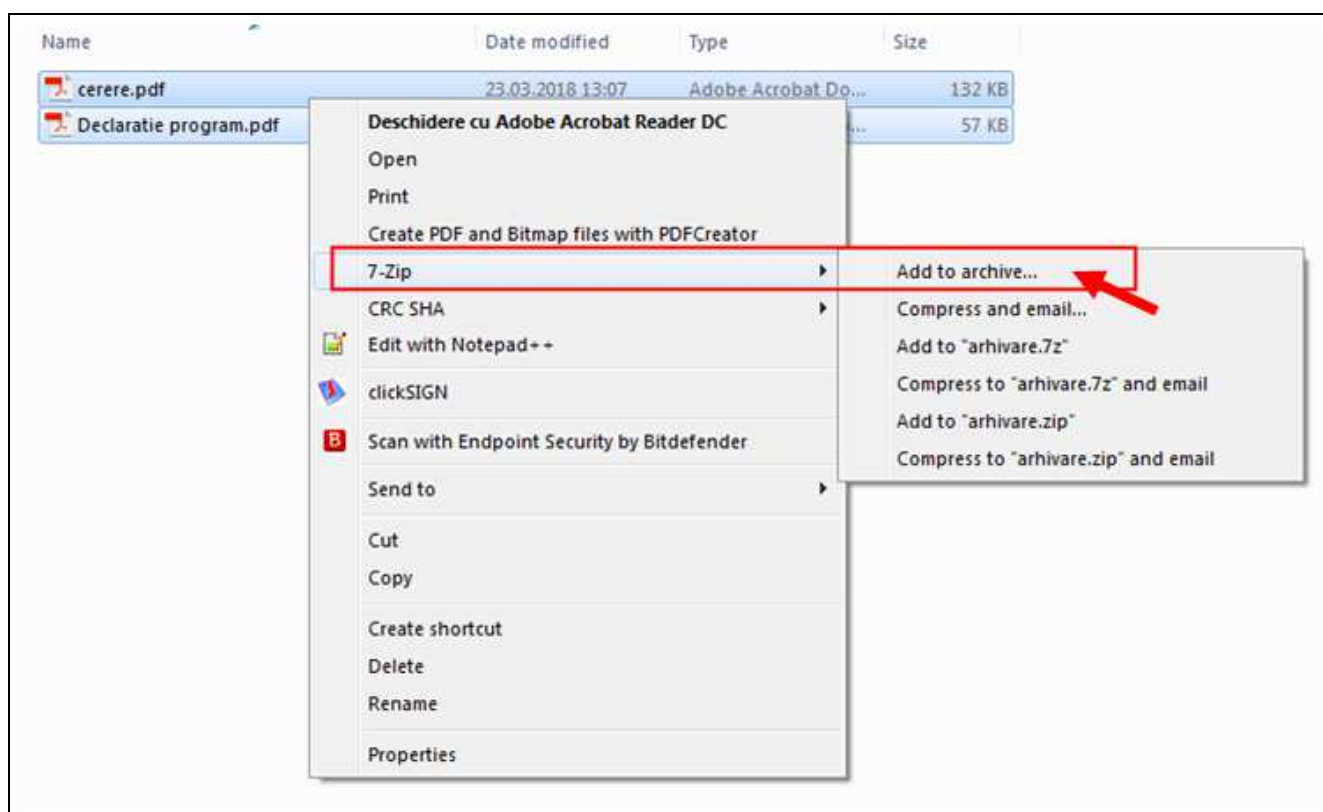 Name Date modified Type Size
cerere.pdf 23.03.2018 13:07 Adobe Acrobat Do... 132 KB
Declaratie program.pdf ... 57 KB
Deschidere cu Adobe Acrobat Reader DC
Open
Print
Create PDF and Bitmap files with PDFCreator
7-Zip
CRC SHA
Edit with Notepad++
clickSIGN
Scan with Endpoint Security by Bitdefender
Send to
Cut
Copy
Create shortcut
Delete
Rename
Properties
Add to archive...
Compress and email...
Add to "arhivare.7z"
Compress to "arhivare.7z" and email
Add to "arhivare.zip"
Compress to "arhivare.zip" and email